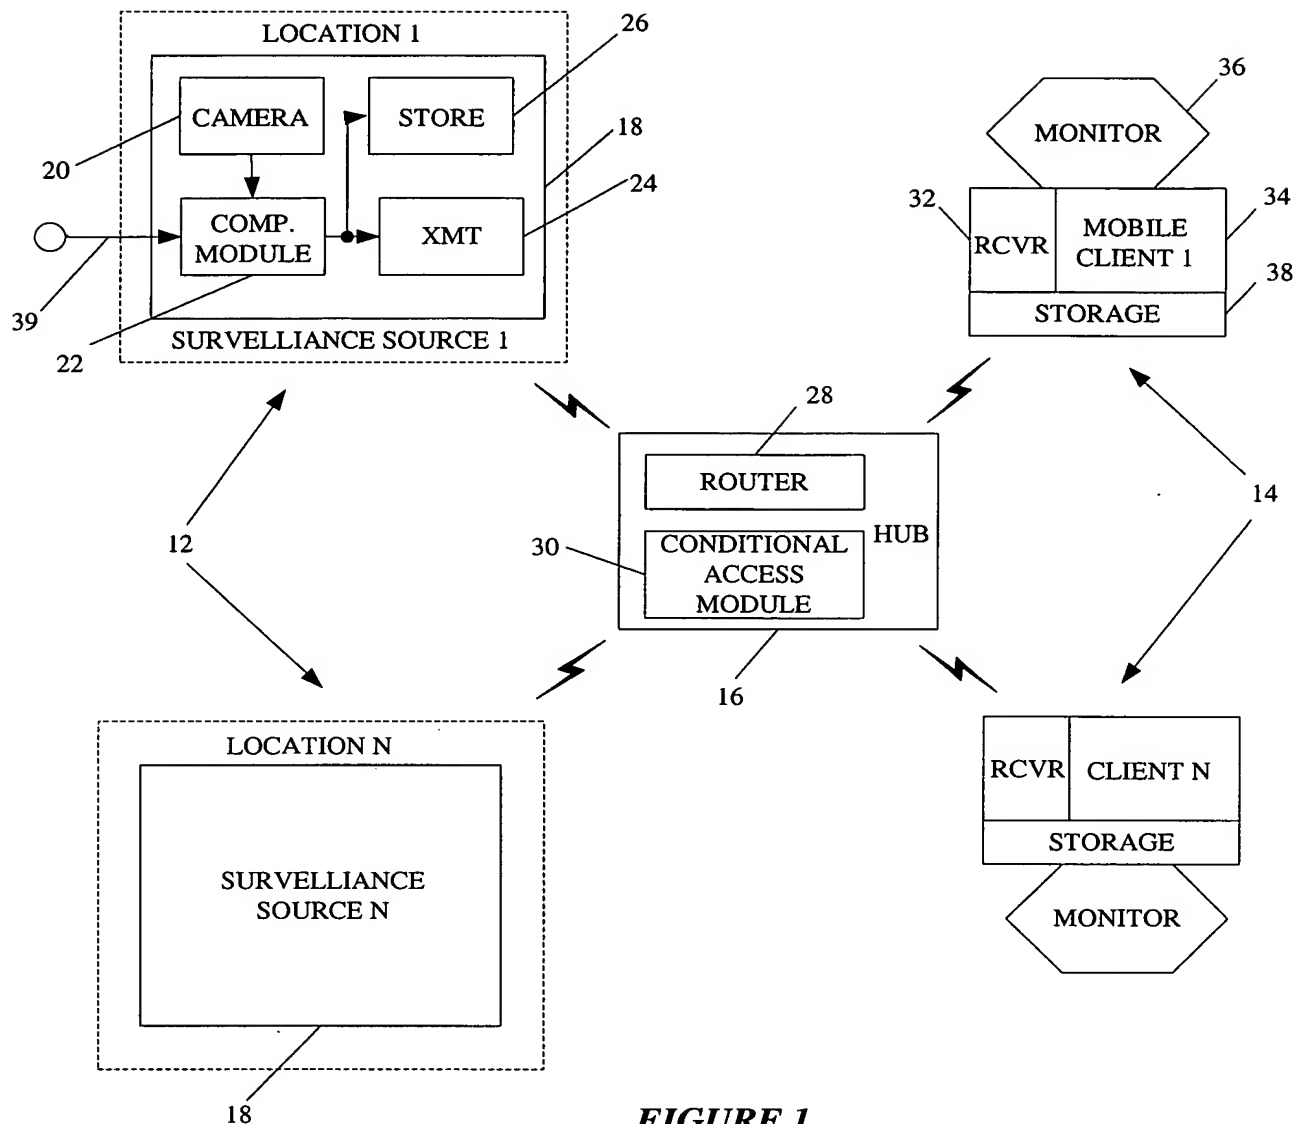 LOCATION 1
26
CAMERA
STORE
18
20
24
COMP.
MODULE
XMT
39
22
SURVELLIANCE SOURCE 1
36
MONITOR
32
34
RCVR
MOBILE
CLIENT 1
38
STORAGE
28
ROUTER
HUB
30
CONDITIONAL
ACCESS
MODULE
16
12
14
LOCATION N
SURVELLIANCE
SOURCE N
18
RCVR
CLIENT N
STORAGE
MONITOR
FIGURE 1